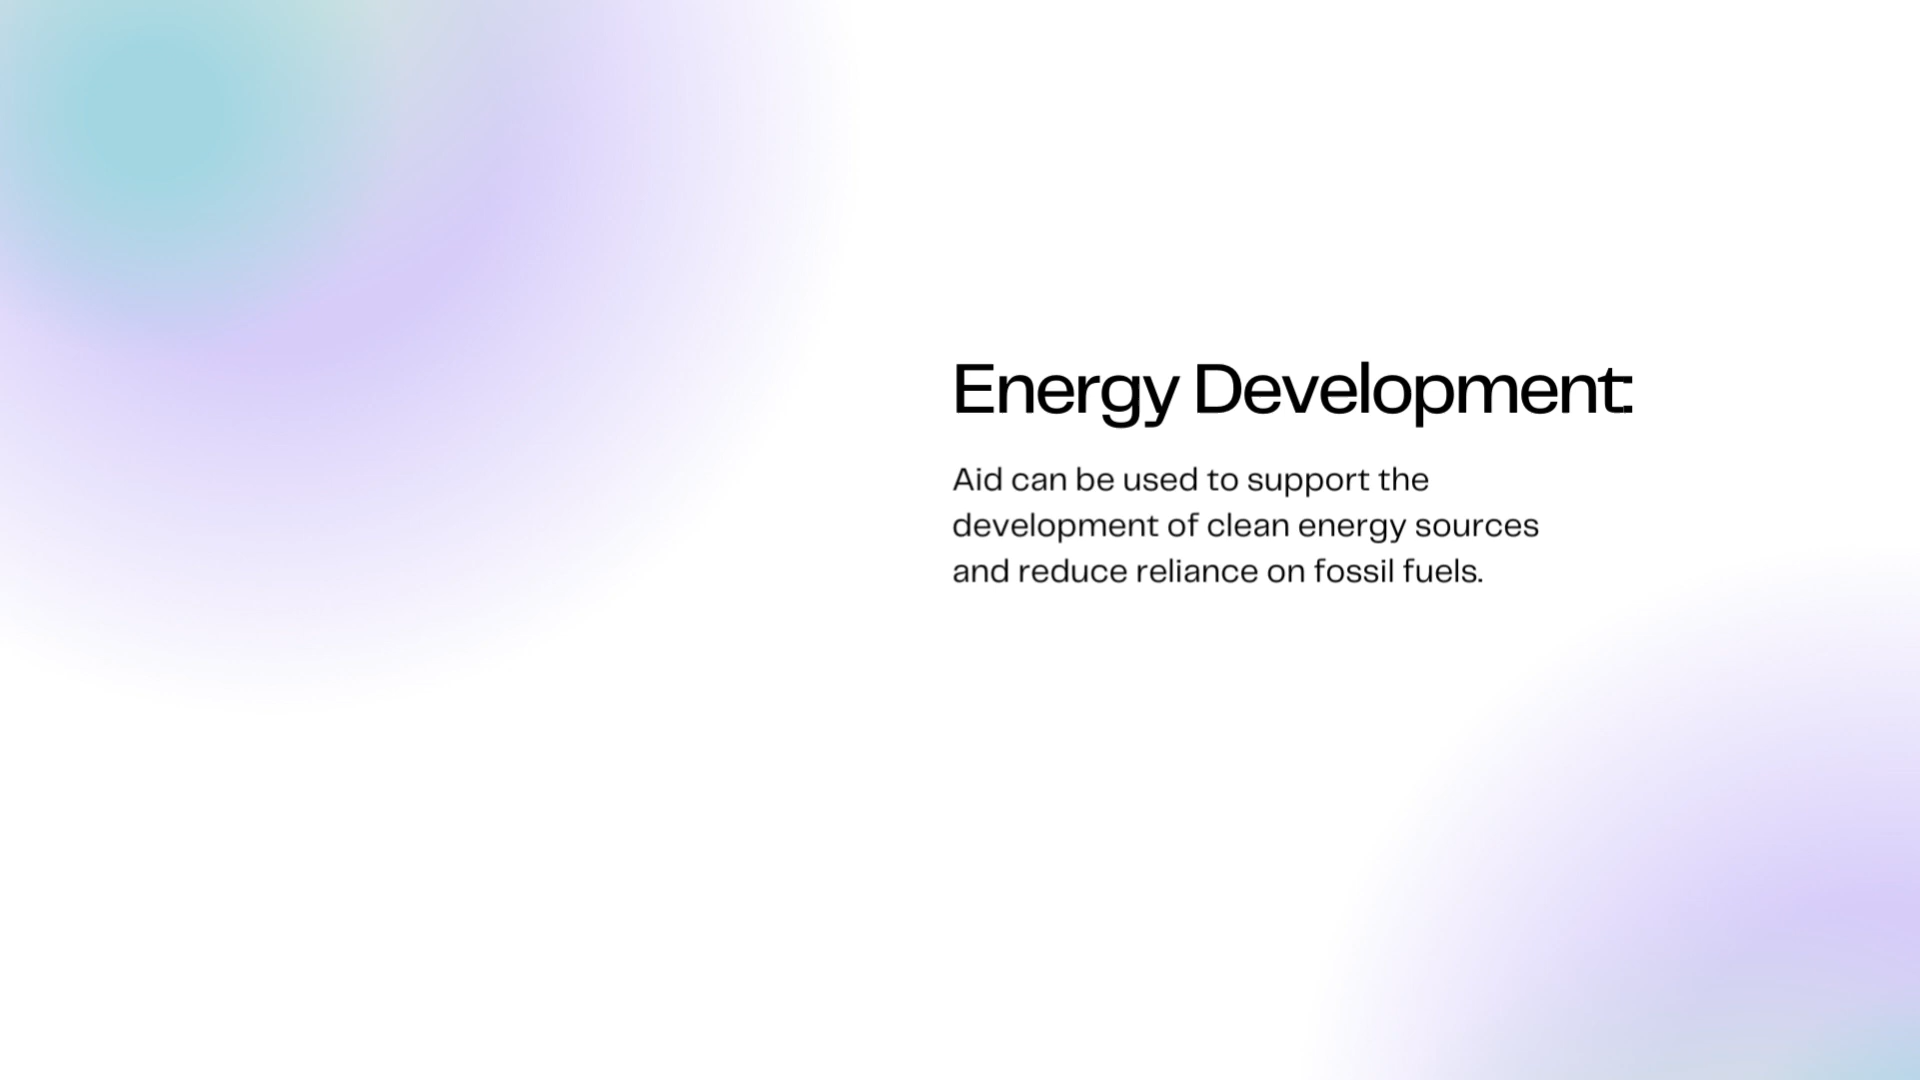 Energy Development:
Aid can be used to support the
development of clean energy sources
and reduce reliance on fossil fuels.